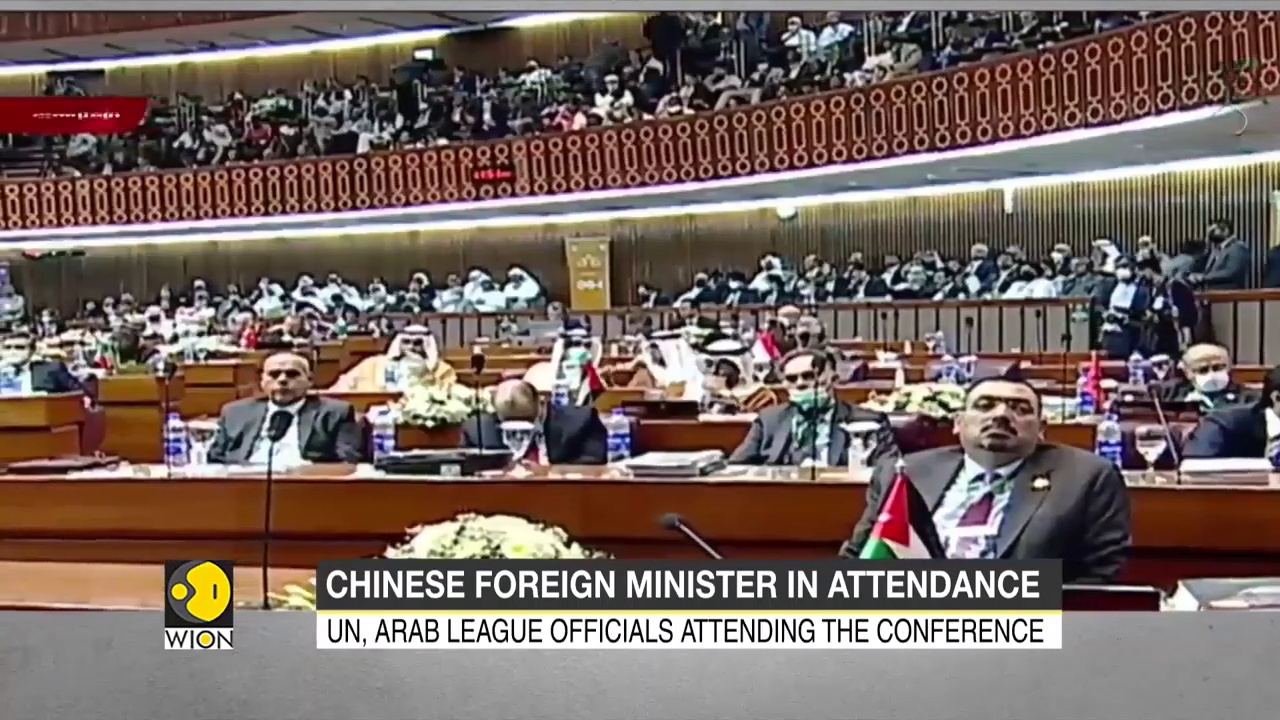 CHINESE FOREIGN MINISTER IN ATTENDANCE
UN, ARAB LEAGUE OFFICIALS ATTENDING THE CONFERENCE
WION